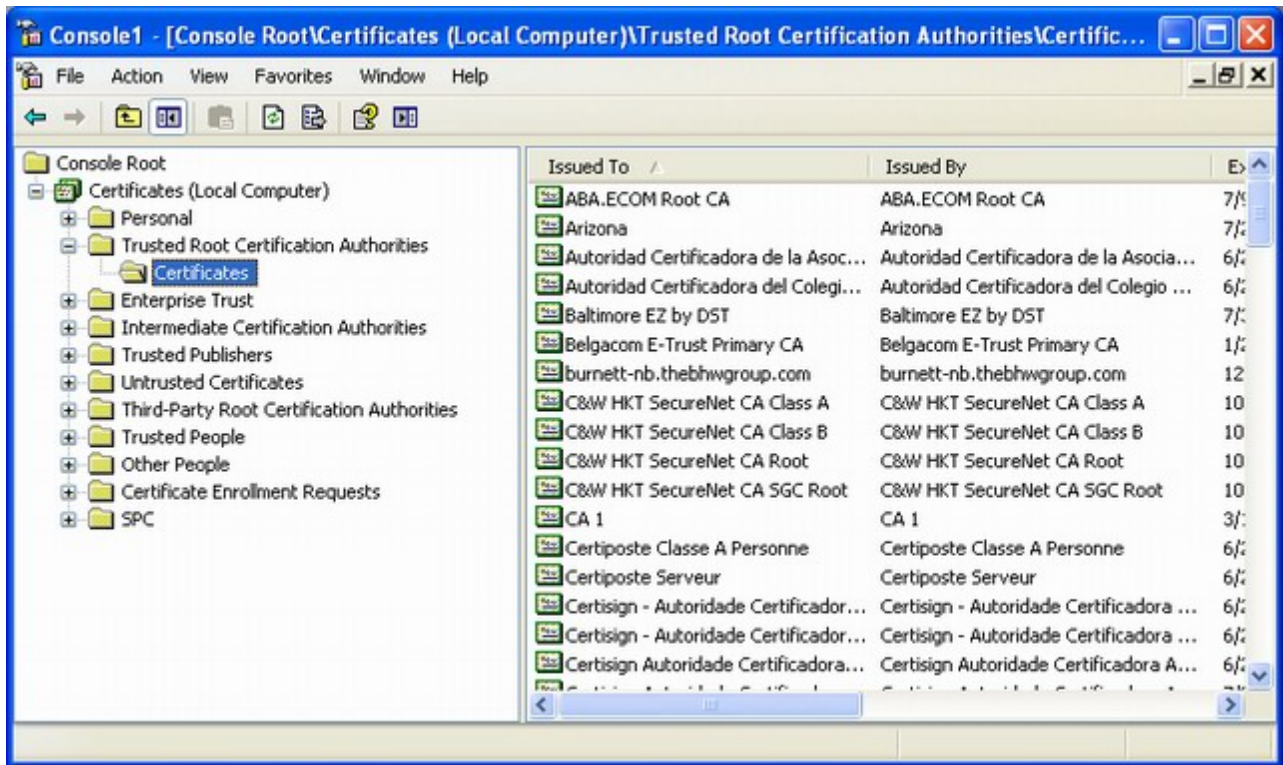 Console1 - [Console Root\Certificates (Local Computer)\Trusted Root Certification Authorities\Certific...
File Action View Favorites Window Help
Console Root
Certificates (Local Computer)
Personal
Trusted Root Certification Authorities
Certificates
Enterprise Trust
Intermediate Certification Authorities
Trusted Publishers
Untrusted Certificates
Third-Party Root Certification Authorities
Trusted People
Other People
Certificate Enrollment Requests
SPC
Issued To Issued By
ABA.ECOM Root CA ABA.ECOM Root CA
Arizona Arizona
Autoridad Certificadora de la Asoc... Autoridad Certificadora de la Asocia...
Autoridad Certificadora del Colegi... Autoridad Certificadora del Colegio ...
Baltimore EZ by DST Baltimore EZ by DST
Belgacom E-Trust Primary CA Belgacom E-Trust Primary CA
burnett-nb.thebhwgroup.com burnett-nb.thebhwgroup.com 12
C&W HKT SecureNet CA Class A C&W HKT SecureNet CA Class A 10
C&W HKT SecureNet CA Class B C&W HKT SecureNet CA Class B 10
C&W HKT SecureNet CA Root C&W HKT SecureNet CA Root 10
C&W HKT SecureNet CA SGC Root C&W HKT SecureNet CA SGC Root 10
CA 1 CA 1
Certiposte Classe A Personne Certiposte Classe A Personne
Certiposte Serveur Certiposte Serveur
Certisign - Autoridade Certificador... Certisign - Autoridade Certificadora ...
Certisign - Autoridade Certificador... Certisign - Autoridade Certificadora ...
Certisign Autoridade Certificadora... Certisign Autoridade Certificadora A...